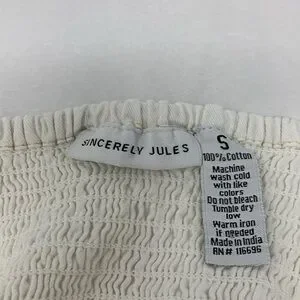 SINCERELY JULES
S
100% Cotton
Machine
wash cold
with like
colors
Do not bleach
Tumble dry
low
Warm iron
if needed
Made in India
RN# 116696